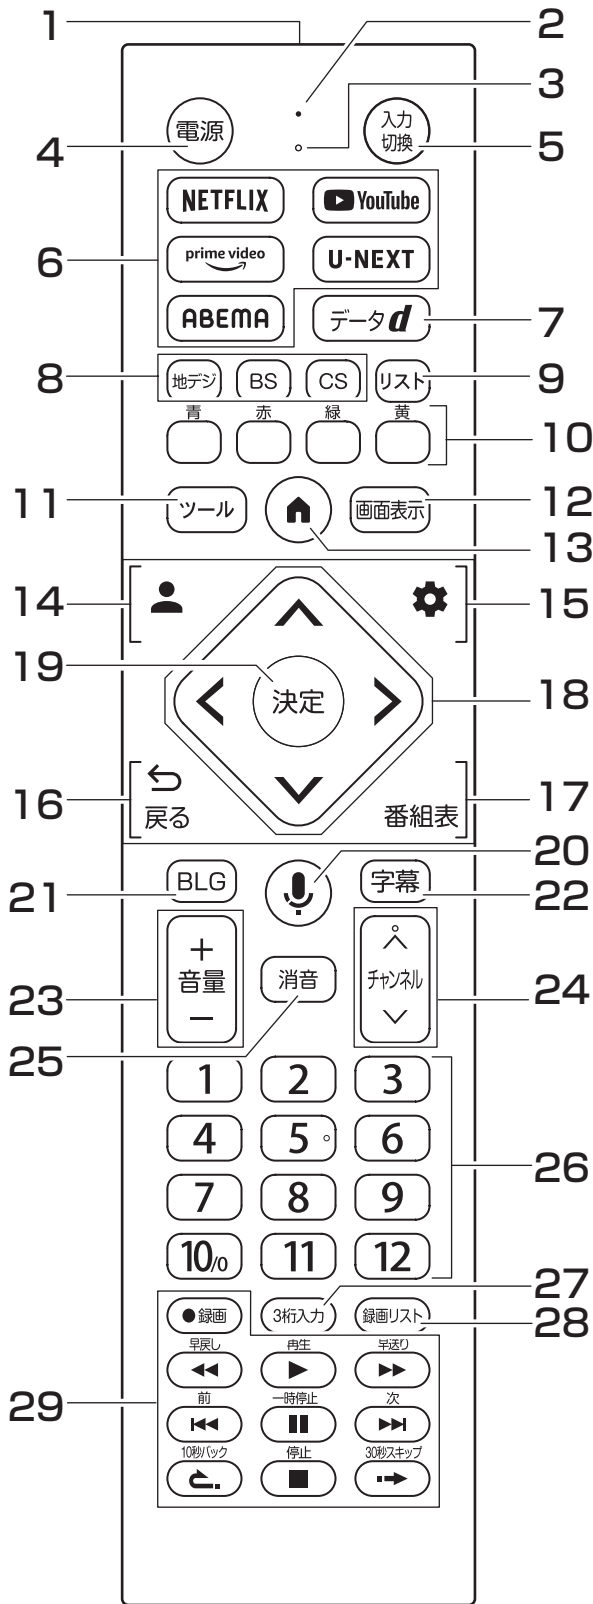 1
2
3
4
電源
入力
切換
5
NETFLIX
YouTube
6
prime video
U-NEXT
ABEMA
データd
7
8
地デジ
BS
CS
リスト
9
青
赤
緑
黄
10
11
ツール
画面表示
12
13
14
15
19
決定
18
16
戻る
番組表
17
20
21
BLG
字幕
22
+
音量
−
23
消音
チャンネル
24
25
1
2
3
4
5
6
26
7
8
9
10/0
11
12
27
●録画
3桁入力
録画リスト
28
早戻し
再生
早送り
29
前
一時停止
次
10秒バック
停止
30秒スキップ